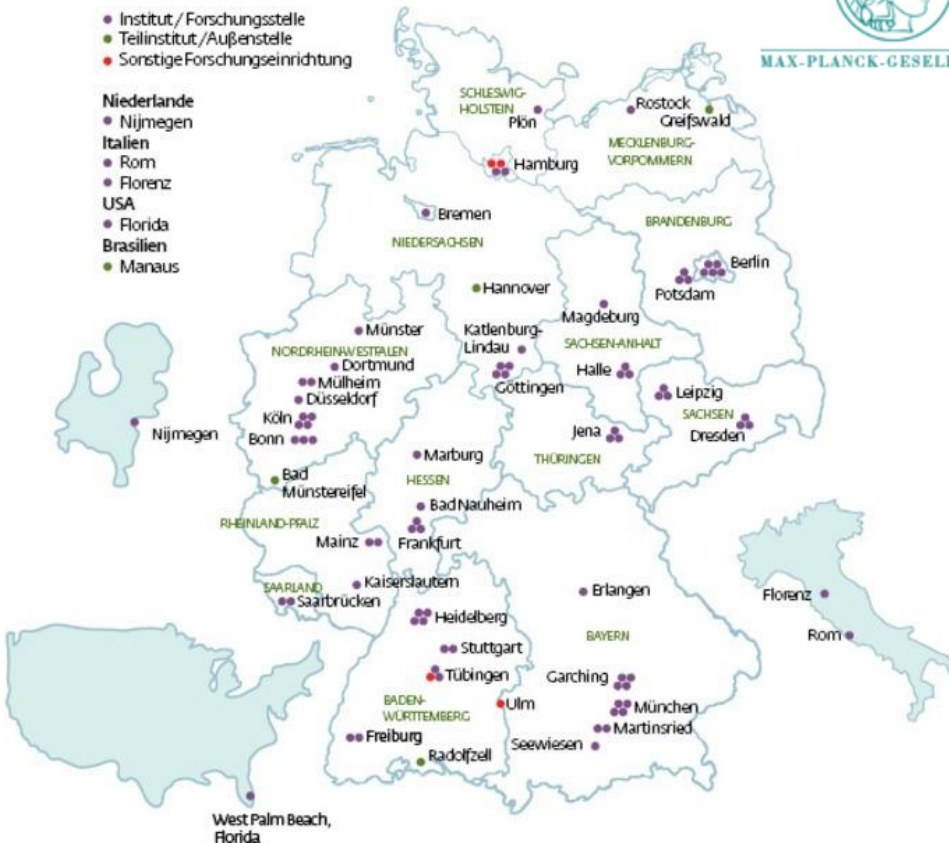 Institut / Forschungsstelle
Teilinstitut /Außenstelle
Sonstige Forschungseinrichtung
MAX-PLANCK-GESELL
Niederlande
Nijmegen
Italien
Rom
Florenz
USA
Florida
Brasilien
Manaus
SCHLESWIG-
HOLSTEIN
Plön
Rostock
Greifswald
MECKLENBURG-
VORPOMMERN
Hamburg
Bremen
NIEDERSACHSEN
BRANDENBURG
Berlin
Potsdam
Hannover
Magdeburg
Münster
Katlenburg-
Lindau
SACHSEN-ANHALT
NORDRHEIN-WESTFALEN
Dortmund
Mülheim
Düsseldorf
Göttingen
Halle
Leipzig
SACHSEN
Dresden
Köln
Bonn
Nijmegen
Jena
THÜRINGEN
Marburg
HESSEN
Bad
Münstereifel
Bad Nauheim
RHEINLAND-PFALZ
Mainz
Frankfurt
SAARLAND
Kaiserslautern
Saarbrücken
Erlangen
Florenz
Rom
Heidelberg
BAYERN
Stuttgart
Tübingen
Garching
BADEN-
WÜRTTEMBERG
Ulm
München
Martinsried
Freiburg
Seewiesen
Radolfzell
West Palm Beach,
Florida